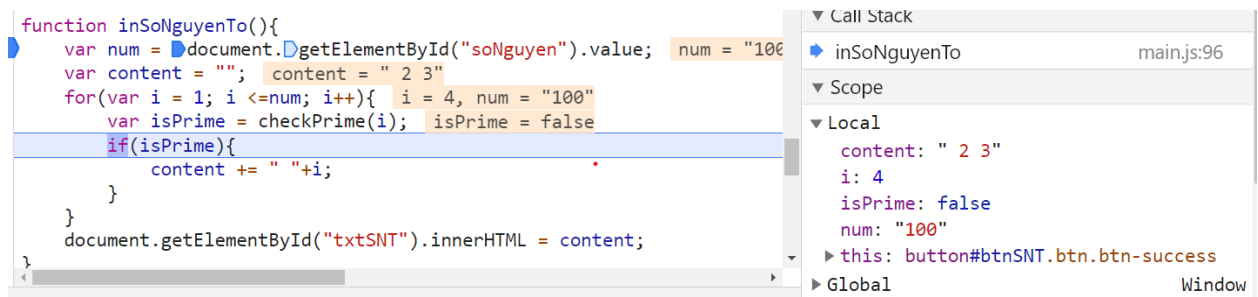 function inSoNguyenTo(){
var num = document.getElementById("soNguyen").value; num = "100
var content = ""; content = " 2 3"
for(var i = 1; i <=num; i++){ i = 4, num = "100"
var isPrime = checkPrime(i); isPrime = false
if(isPrime){
content += " "+i;
}
}
document.getElementById("txtSNT").innerHTML = content;
}
Call Stack
inSoNguyenTo main.js:96
Scope
Local
content: " 2 3"
i: 4
isPrime: false
num: "100"
this: button#btnSNT.btn.btn-success
Global Window